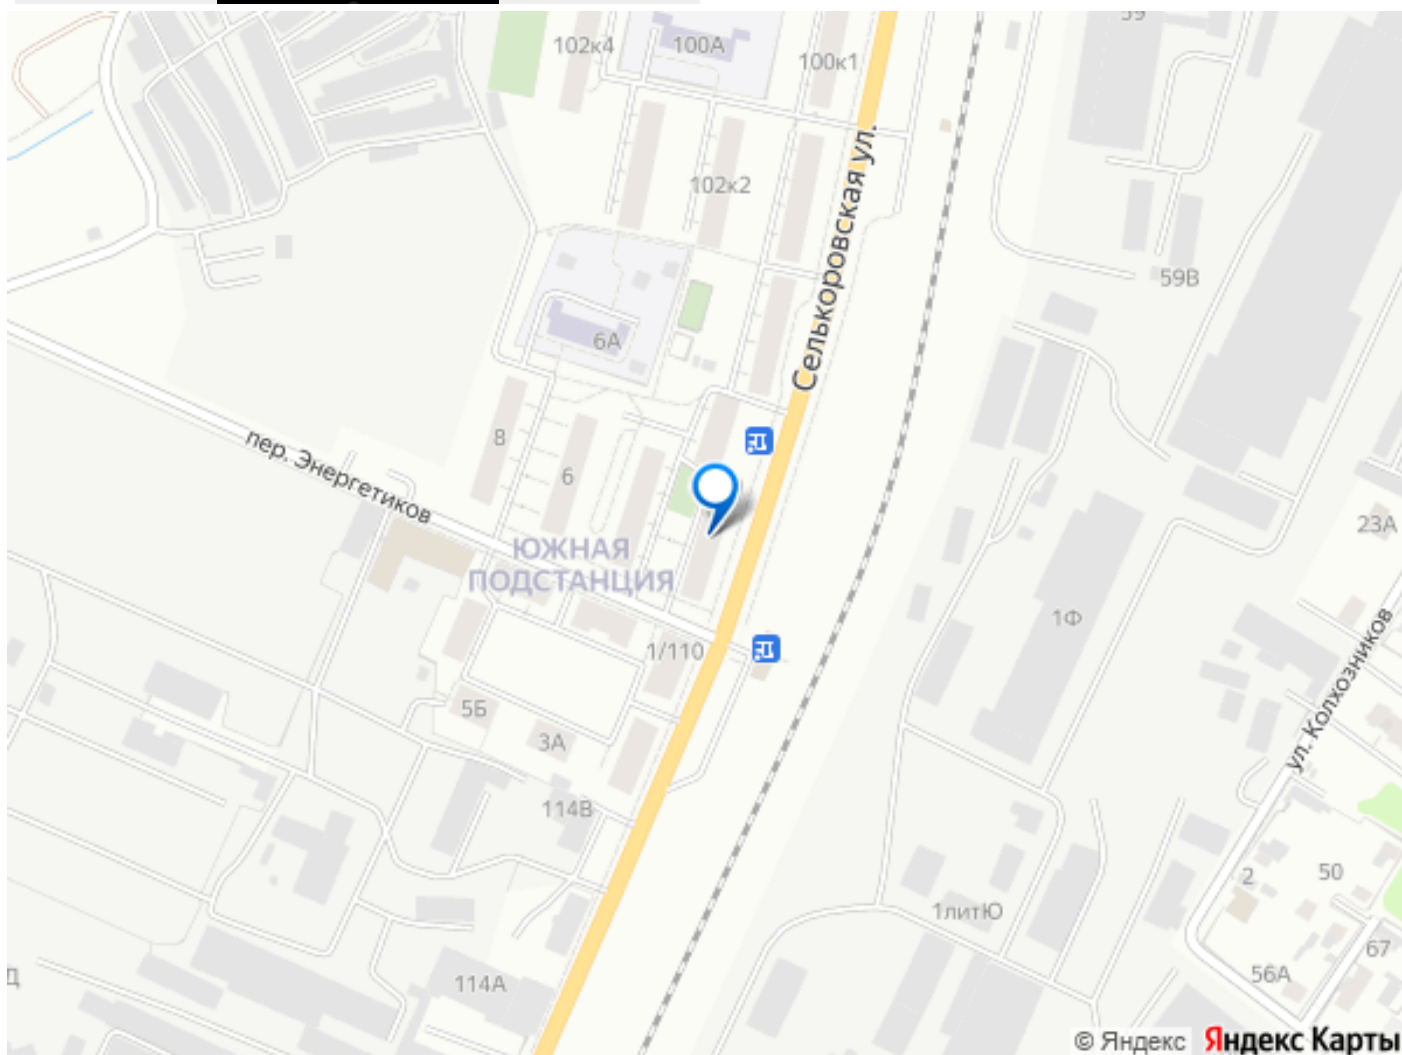 59
102к4
100А
100к1
Селькоровская ул.
102к2
59В
6А
8
6
пер. Энергетиков
ЮЖНАЯ
ПОДСТАНЦИЯ
23А
1Ф
ул. Колхозников
1/110
5Б
3А
114В
2
50
1литЮ
67
56А
114А
Д
© Яндекс Яндекс Карты